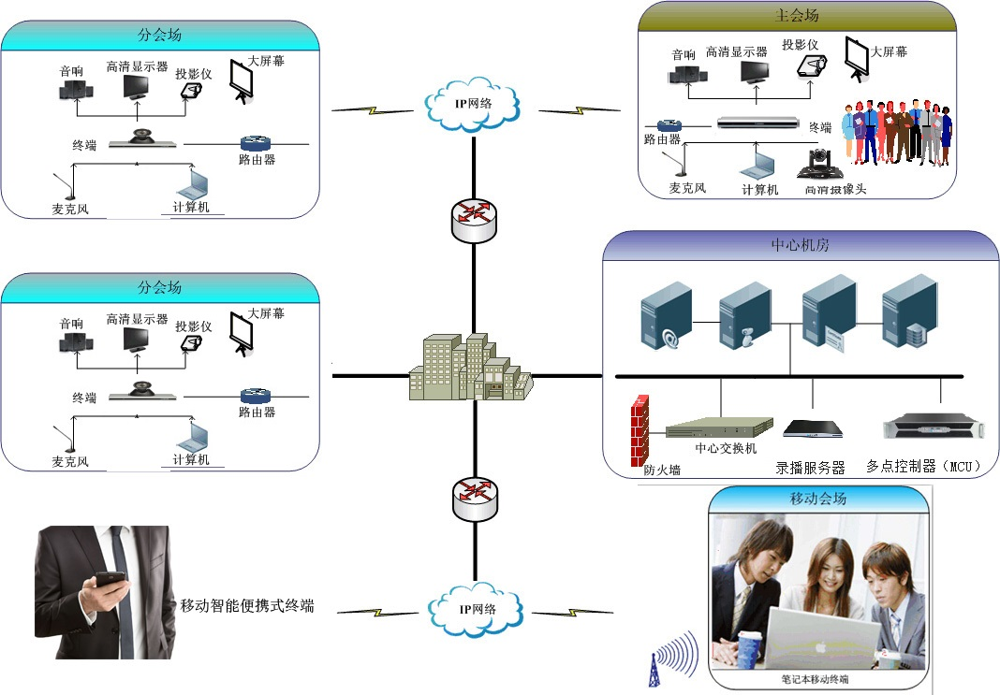 分会场
音响
高清显示器
投影仪
大屏幕
终端
路由器
麦克风
计算机
IP网络
主会场
音响
高清显示器
投影仪
大屏幕
路由器
终端
麦克风
计算机
高清摄像头
分会场
音响
高清显示器
投影仪
大屏幕
终端
路由器
麦克风
计算机
中心机房
防火墙
中心交换机
录播服务器
多点控制器（MCU）
移动智能便携式终端
IP网络
移动会场
笔记本移动终端